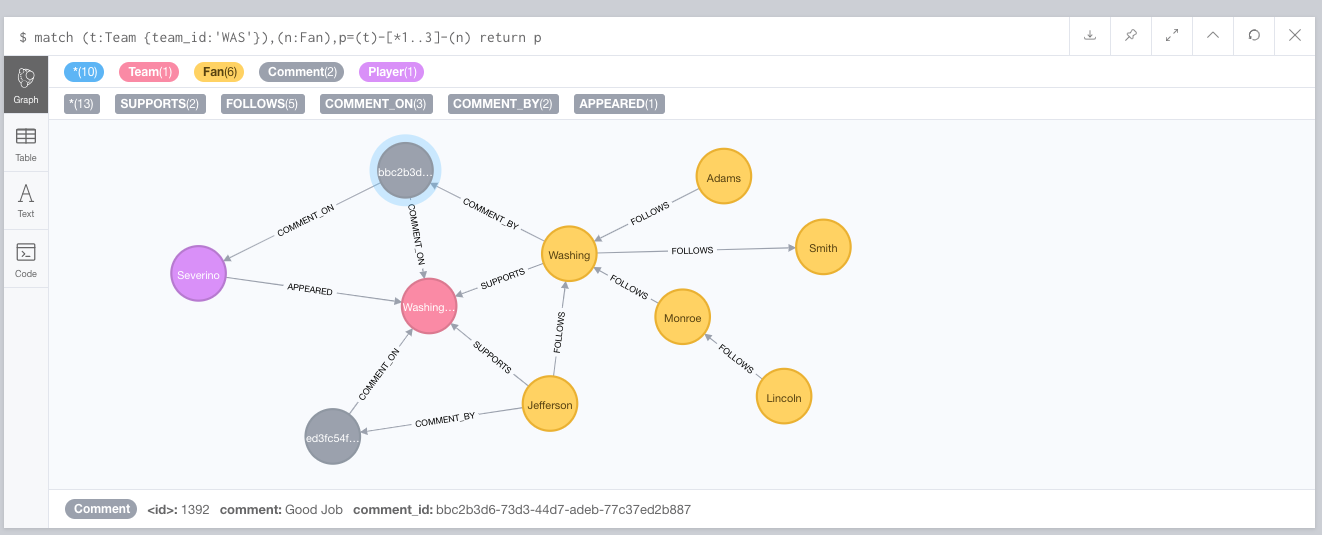 $ match (t:Team {team_id:'WAS'}),(n:Fan),p=(t)-[*1..3]-(n) return p
*(10) Team(1) Fan(6) Comment(2) Player(1)
*(13) SUPPORTS(2) FOLLOWS(5) COMMENT_ON(3) COMMENT_BY(2) APPEARED(1)
Graph
Table
Text
Code
bbc2b3d...
Adams
COMMENT_ON
COMMENT_ON
COMMENT_BY
FOLLOWS
Washing
FOLLOWS
Smith
Severino
APPEARED
SUPPORTS
FOLLOWS
Washing...
Monroe
FOLLOWS
SUPPORTS
FOLLOWS
COMMENT_ON
Jefferson
Lincoln
COMMENT_BY
ed3fc54f...
Comment <id>: 1392 comment: Good Job comment_id: bbc2b3d6-73d3-44d7-adeb-77c37ed2b887